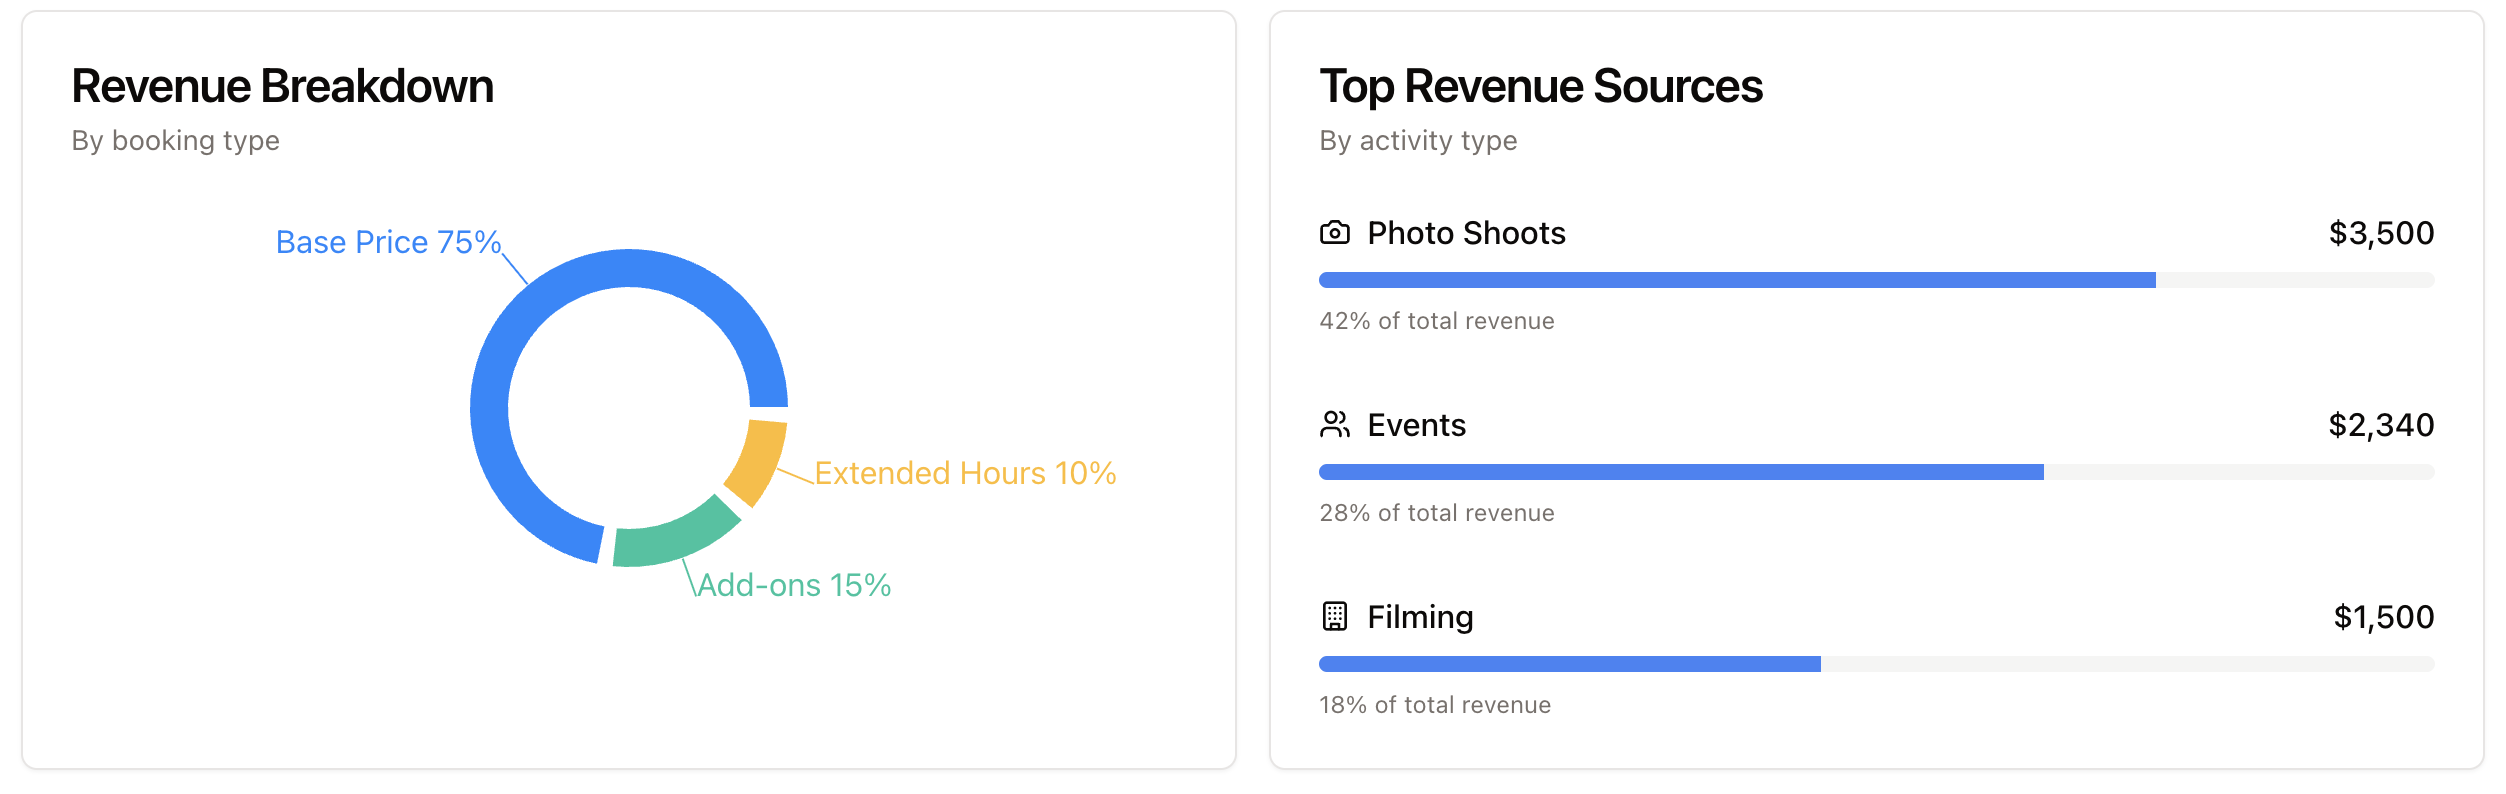 Revenue Breakdown
By booking type
Base Price 75%
Extended Hours 10%
Add-ons 15%
Top Revenue Sources
By activity type
Photo Shoots $3,500
42% of total revenue
Events $2,340
28% of total revenue
Filming $1,500
18% of total revenue